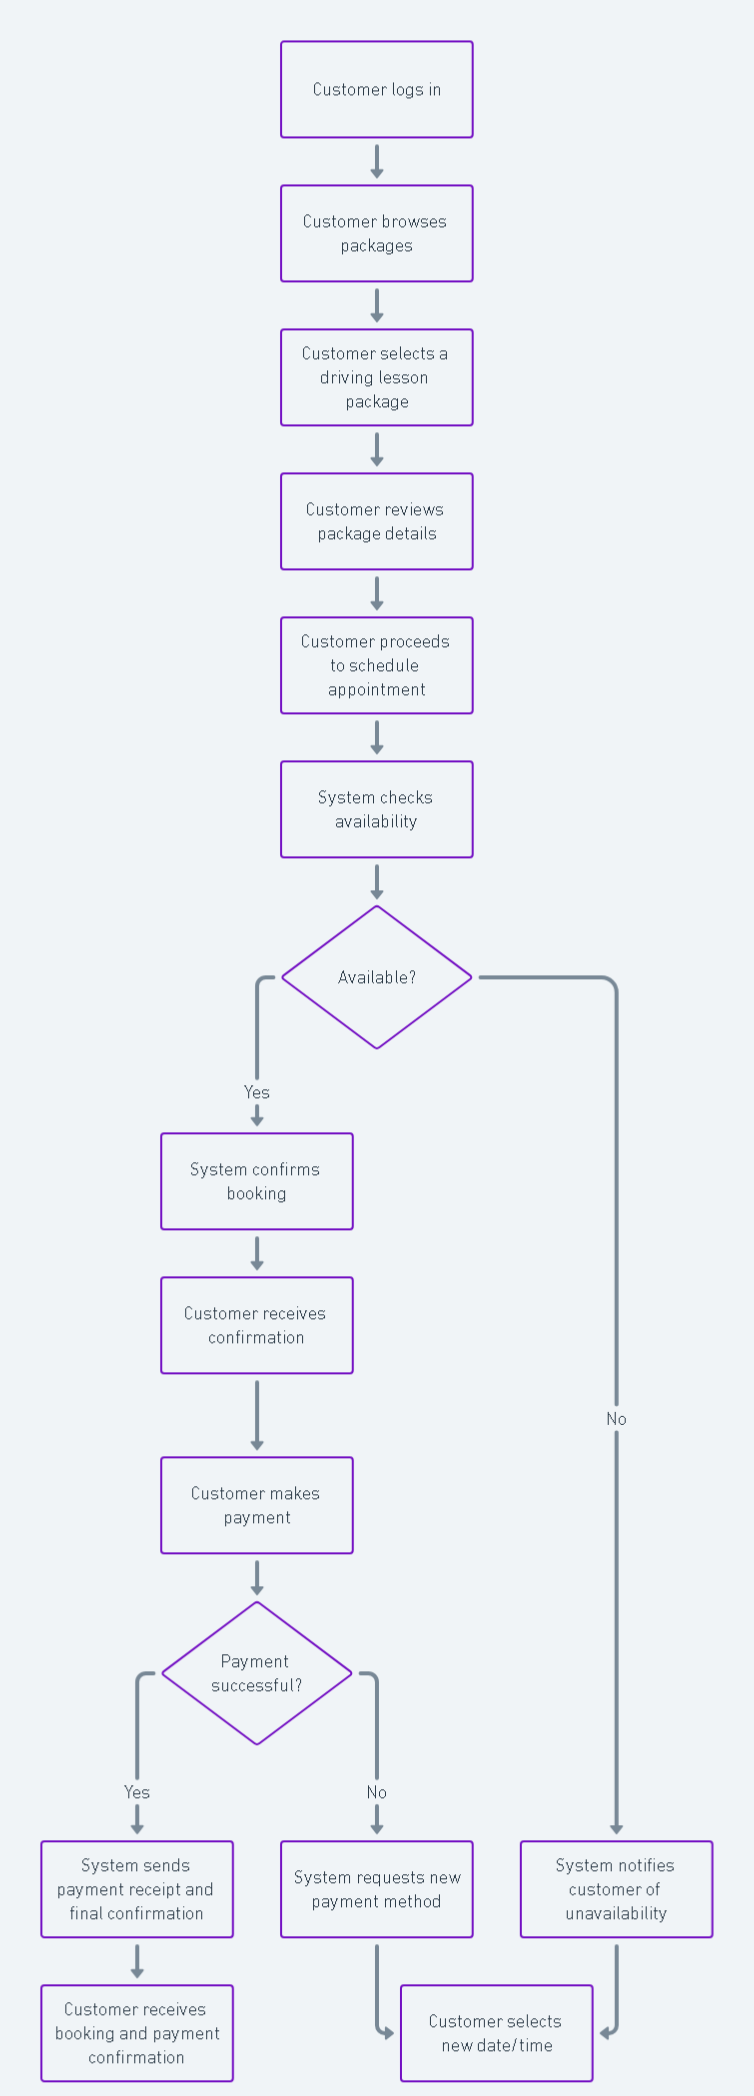 Customer logs in
Customer browses
packages
Customer selects a
driving lesson
package
Customer reviews
package details
Customer proceeds
to schedule
appointment
System checks
availability
Available?
Yes
System confirms
booking
Customer receives
confirmation
No
Customer makes
payment
Payment
successful?
Yes
No
System sends
payment receipt and
final confirmation
System requests new
payment method
System notifies
customer of
unavailability
Customer receives
booking and payment
confirmation
Customer selects
new date/time